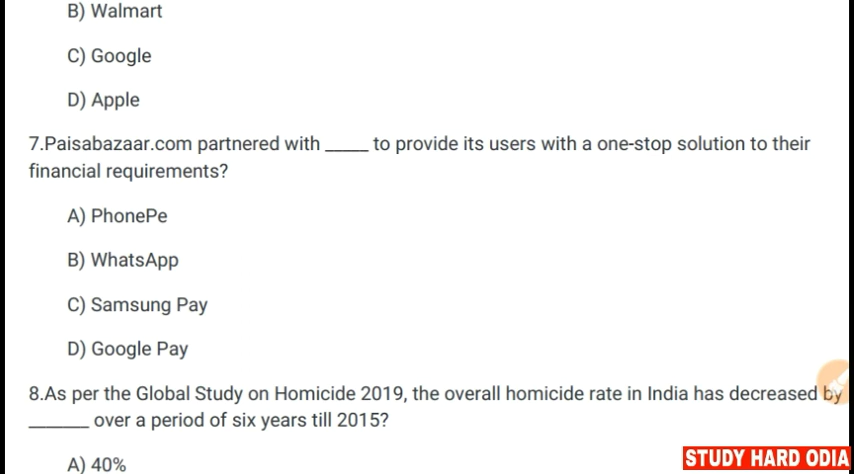 B) Walmart
C) Google
D) Apple
7.Paisabazaar.com partnered with _____ to provide its users with a one-stop solution to their
financial requirements?
A) PhonePe
B) WhatsApp
C) Samsung Pay
D) Google Pay
8.As per the Global Study on Homicide 2019, the overall homicide rate in India has decreased by
_______ over a period of six years till 2015?
A) 40%
STUDY HARD ODIA